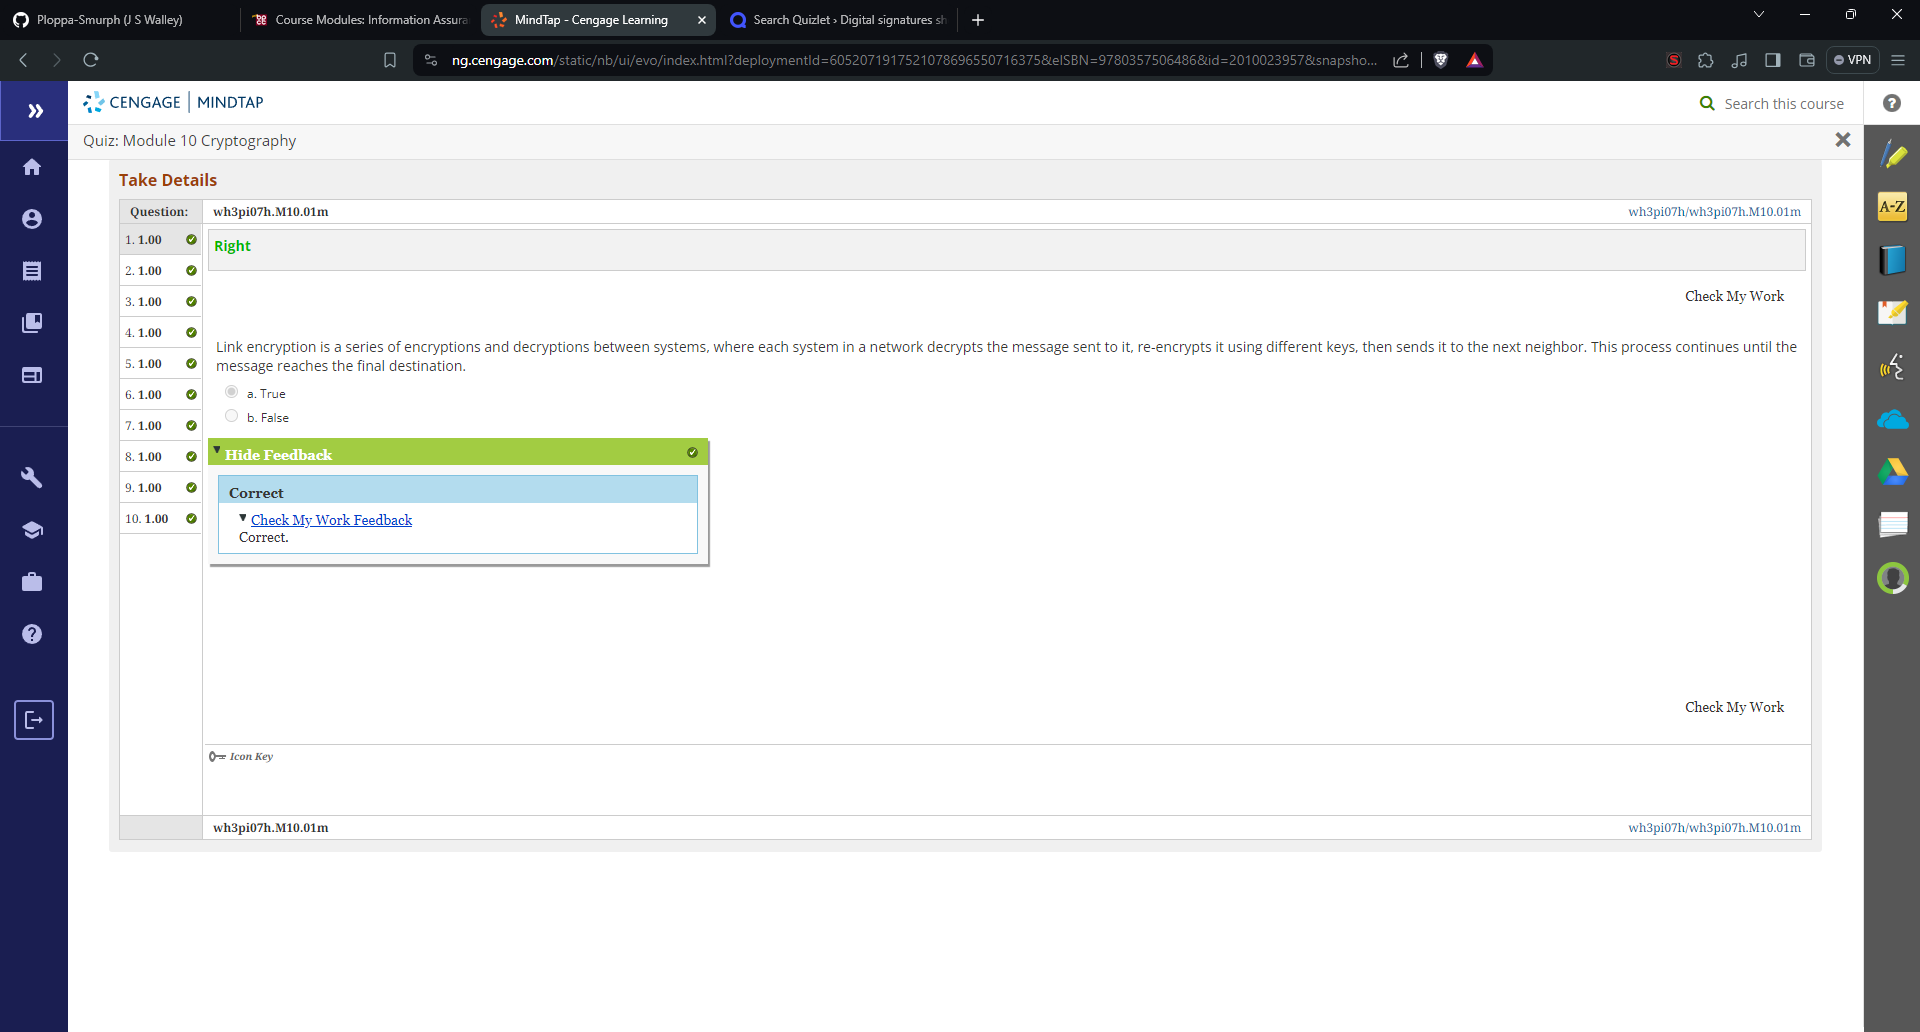 Ploppa-Smurph (J S Walley)
Course Modules: Information Assura
MindTap - Cengage Learning
Search Quizlet › Digital signatures sh
ng.cengage.com/static/nb/ui/evo/index.html?deploymentId=6052071917521078696550716375&eISBN=9780357506486&id=2010023957&snapsho...
VPN
CENGAGE | MINDTAP
Search this course
Quiz: Module 10 Cryptography
Take Details
Question:
wh3pi07h.M10.01m
wh3pi07h/wh3pi07h.M10.01m
1. 1.00
2. 1.00
3. 1.00
4. 1.00
5. 1.00
6. 1.00
7. 1.00
8. 1.00
9. 1.00
10. 1.00
Right
Check My Work
Link encryption is a series of encryptions and decryptions between systems, where each system in a network decrypts the message sent to it, re-encrypts it using different keys, then sends it to the next neighbor. This process continues until the
message reaches the final destination.
a. True
b. False
Hide Feedback
Correct
Check My Work Feedback
Correct.
Check My Work
Icon Key
wh3pi07h.M10.01m
wh3pi07h/wh3pi07h.M10.01m
A-Z